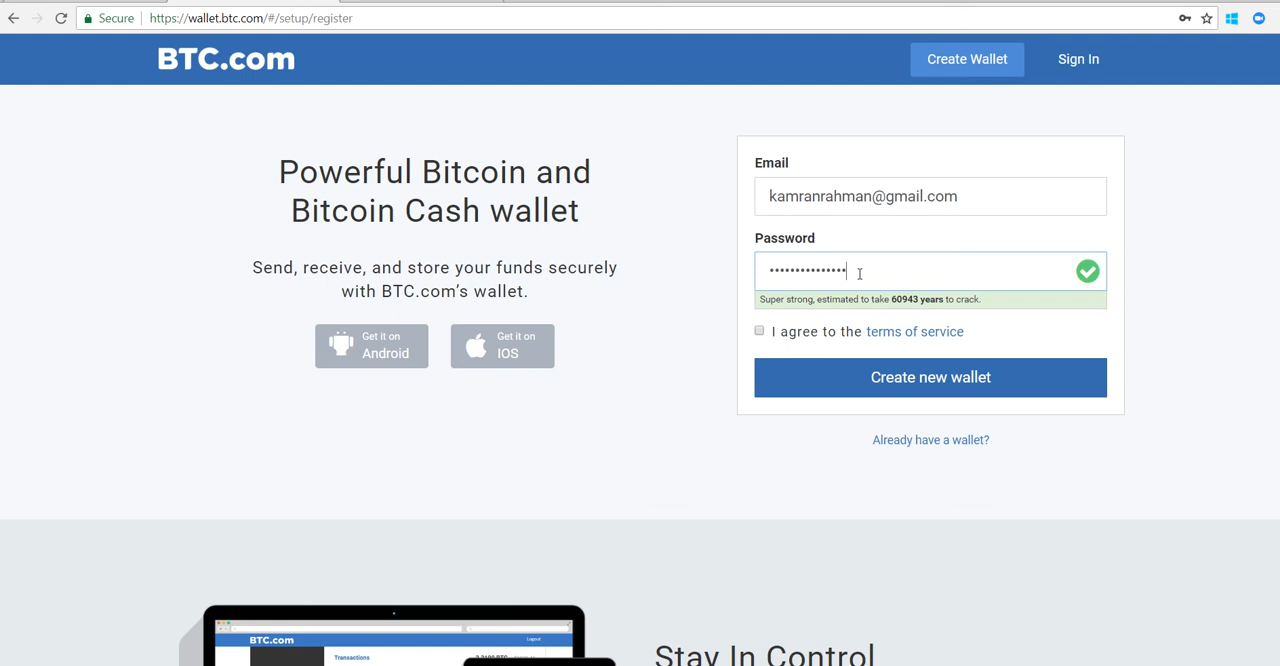 Secure https://wallet.btc.com/#/setup/register
BTC.com
Create Wallet
Sign In
Powerful Bitcoin and
Bitcoin Cash wallet
Send, receive, and store your funds securely
with BTC.com's wallet.
Get it on
Android
Get it on
IOS
Email
kamranrahman@gmail.com
Password
•••••••••••••••
Super strong, estimated to take 60943 years to crack.
I agree to the terms of service
Create new wallet
Already have a wallet?
BTC.com
Logout
Transactions
Stay In Control